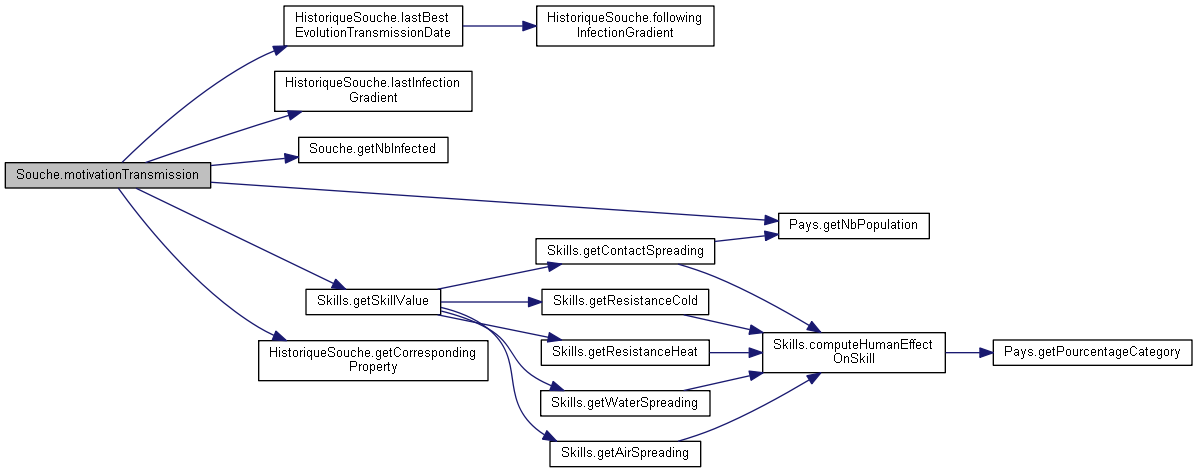 HistoriqueSouche.lastBest
EvolutionTransmissionDate
HistoriqueSouche.following
InfectionGradient
HistoriqueSouche.lastInfection
Gradient
Souche.getNbInfected
Souche.motivationTransmission
Pays.getNbPopulation
Skills.getContactSpreading
Skills.getSkillValue
Skills.getResistanceCold
HistoriqueSouche.getCorresponding
Property
Skills.getResistanceHeat
Skills.computeHumanEffect
OnSkill
Pays.getPourcentageCategory
Skills.getWaterSpreading
Skills.getAirSpreading